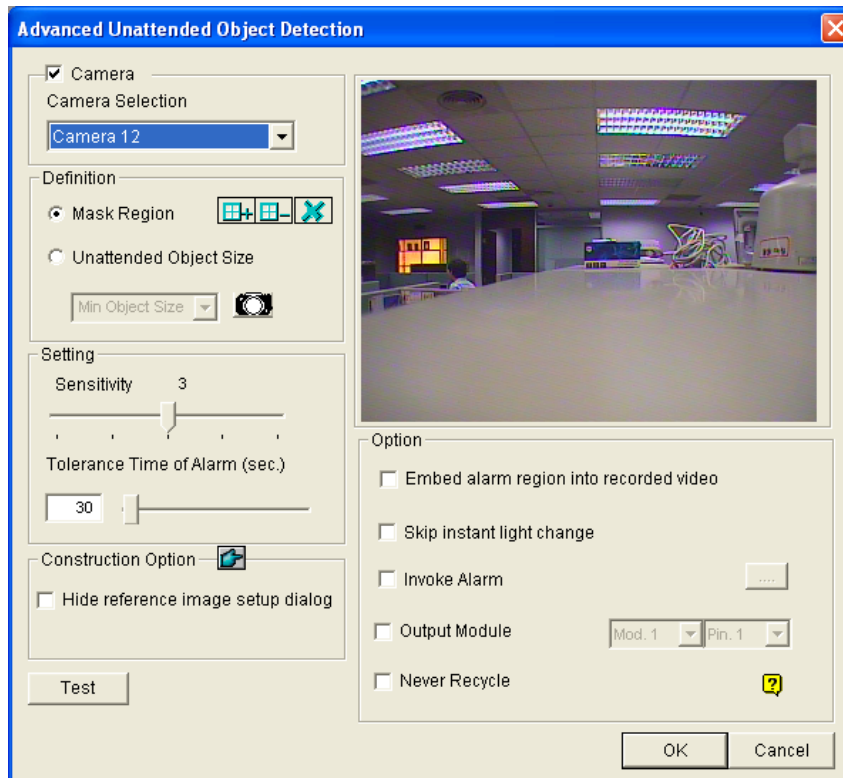 Advanced Unattended Object Detection
Camera
Camera Selection
Camera 12
Definition
Mask Region
Unattended Object Size
Min Object Size
Setting
Sensitivity 3
Tolerance Time of Alarm (sec.)
30
Construction Option
Hide reference image setup dialog
Test
Option
Embed alarm region into recorded video
Skip instant light change
Invoke Alarm
....
Output Module
Mod. 1
Pin. 1
Never Recycle
?
OK
Cancel